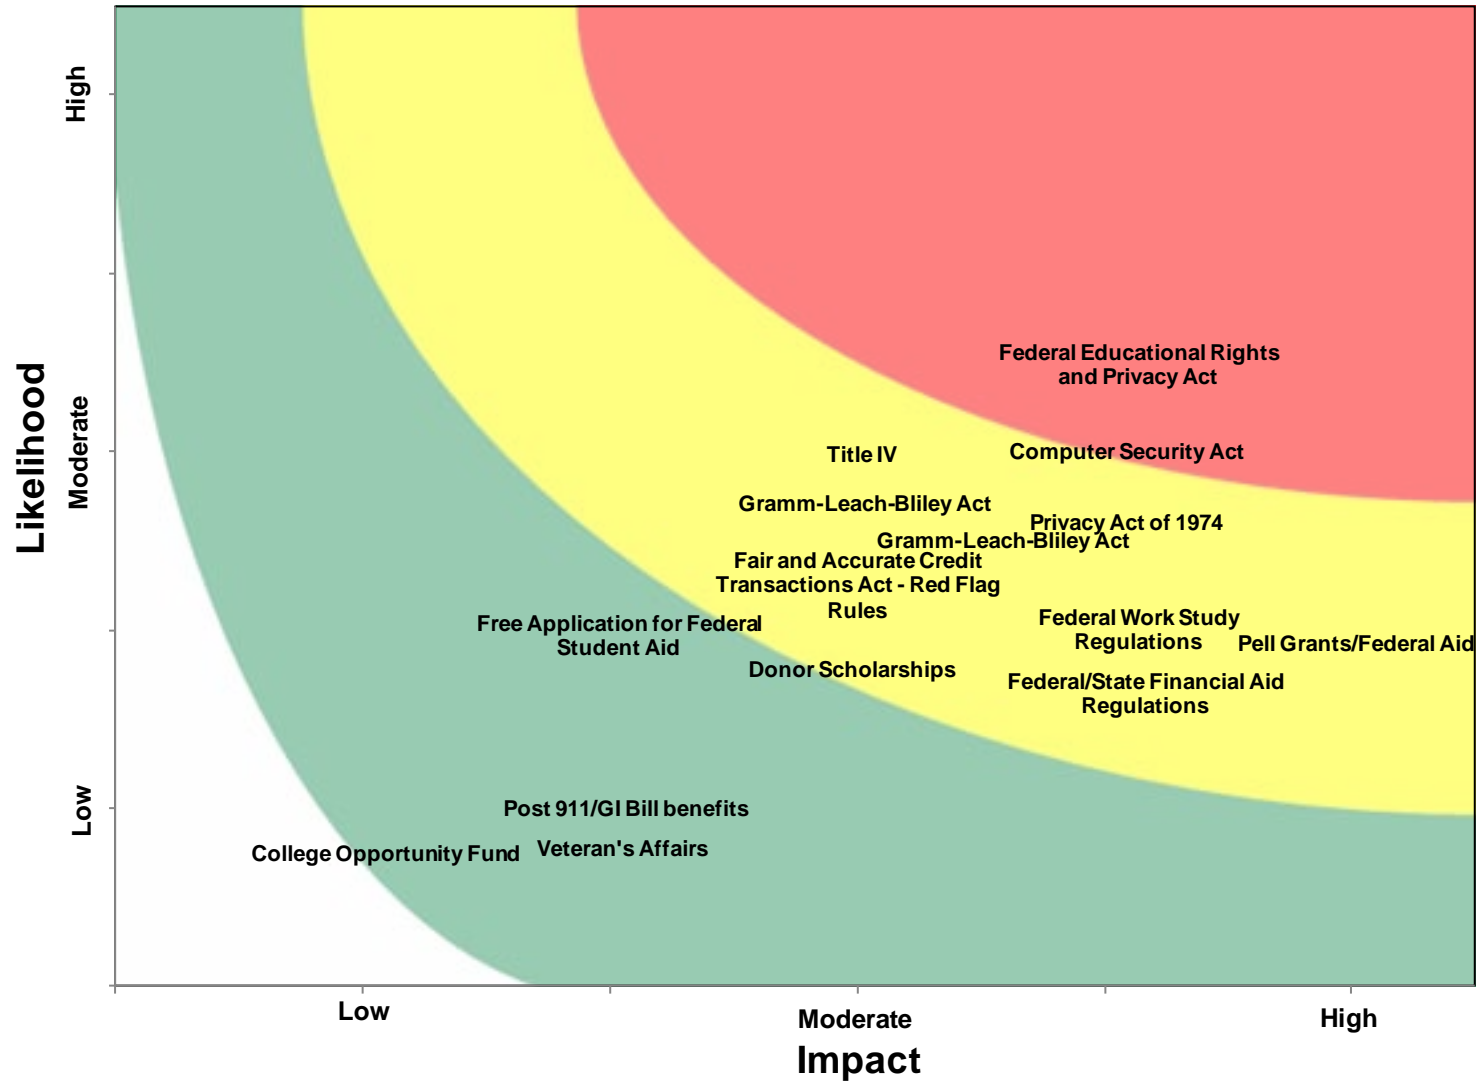 High
Federal Educational Rights
and Privacy Act
Likelihood
Moderate
Title IV
Computer Security Act
Gramm-Leach-Bliley Act
Privacy Act of 1974
Gramm-Leach-Bliley Act
Fair and Accurate Credit
Transactions Act - Red Flag
Rules
Free Application for Federal
Student Aid
Federal Work Study
Regulations
Pell Grants/Federal Aid
Donor Scholarships
Federal/State Financial Aid
Regulations
Low
Post 911/GI Bill benefits
College Opportunity Fund
Veteran's Affairs
Low
Moderate
High
Impact